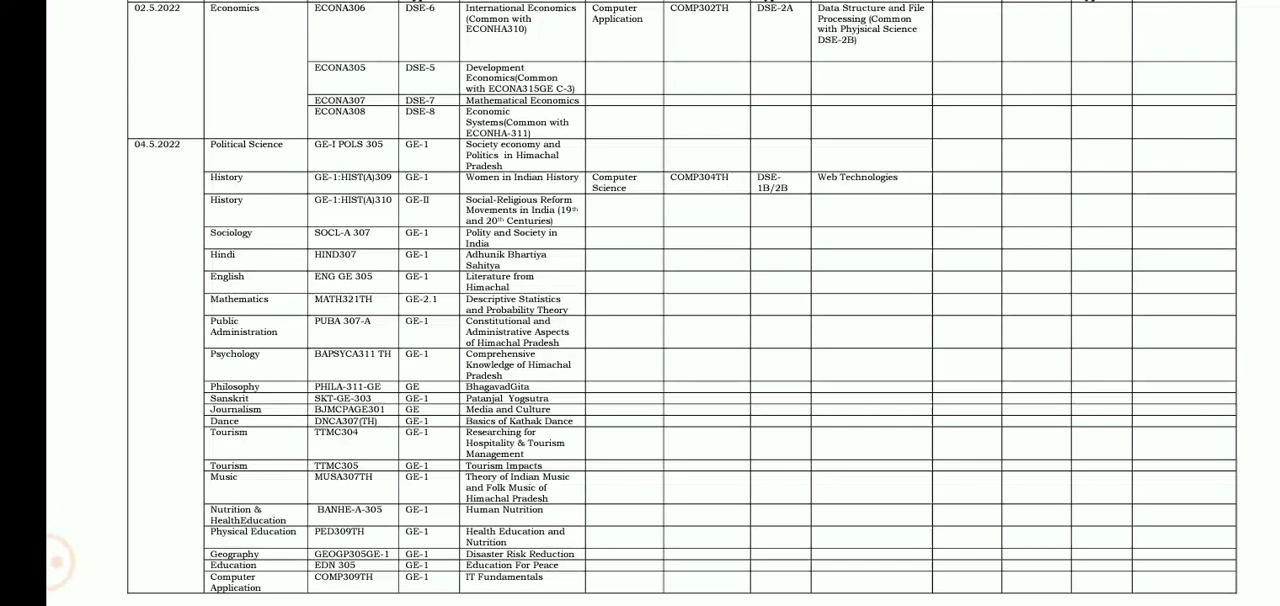 02.5.2022 Economics ECONA306 DSE-6 International Economics Computer COMP302TH DSE-2A Data Structure and File
(Common with Application Processing (Common
ECONHA310) with Phyjsical Science
DSE-2B)
ECONA305 DSE-5 Development
Economics(Common
with ECONA315GE C-3)
ECONA307 DSE-7 Mathematical Economics
ECONA308 DSE-8 Economic
Systems(Common with
ECONHA-311)
04.5.2022 Political Science GE-I POLS 305 GE-1 Society economy and
Politics in Himachal
Pradesh
History GE-1:HIST(A)309 GE-1 Women in Indian History Computer COMP304TH DSE- Web Technologies
Science 1B/2B
History GE-1:HIST(A)310 GE-II Social-Religious Reform
Movements in India (19th
and 20th Centuries)
Sociology SOCL-A 307 GE-1 Polity and Society in
India
Hindi HIND307 GE-1 Adhunik Bhartiya
Sahitya
English ENG GE 305 GE-1 Literature from
Himachal
Mathematics MATH321TH GE-2.1 Descriptive Statistics
and Probability Theory
Public PUBA 307-A GE-1 Constitutional and
Administration Administrative Aspects
of Himachal Pradesh
Psychology BAPSYCA311 TH GE-1 Comprehensive
Knowledge of Himachal
Pradesh
Philosophy PHILA-311-GE GE BhagavadGita
Sanskrit SKT-GE-303 GE-1 Patanjal Yogsutra
Journalism BJMCPAGE301 GE Media and Culture
Dance DNCA307(TH) GE-1 Basics of Kathak Dance
Tourism TTMC304 GE-1 Researching for
Hospitality & Tourism
Management
Tourism TTMC305 GE-1 Tourism Impacts
Music MUSA307TH GE-1 Theory of Indian Music
and Folk Music of
Himachal Pradesh
Nutrition & BANHE-A-305 GE-1 Human Nutrition
HealthEducation
Physical Education PED309TH GE-1 Health Education and
Nutrition
Geography GEOGP305GE-1 GE-1 Disaster Risk Reduction
Education EDN 305 GE-1 Education For Peace
Computer COMP309TH GE-1 IT Fundamentals
Application